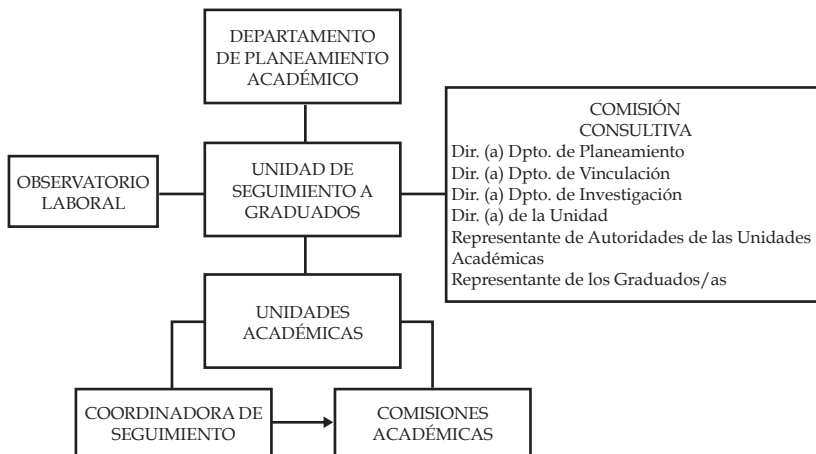 DEPARTAMENTO
DE PLANEAMIENTO
ACADÉMICO
OBSERVATORIO
LABORAL
UNIDAD DE
SEGUIMIENTO A
GRADUADOS
COMISIÓN
CONSULTIVA
Dir. (a) Dpto. de Planeamiento
Dir. (a) Dpto. de Vinculación
Dir. (a) Dpto. de Investigación
Dir. (a) de la Unidad
Representante de Autoridades de las Unidades
Académicas
Representante de los Graduados/as
UNIDADES
ACADÉMICAS
COORDINADORA DE
SEGUIMIENTO
COMISIONES
ACADÉMICAS